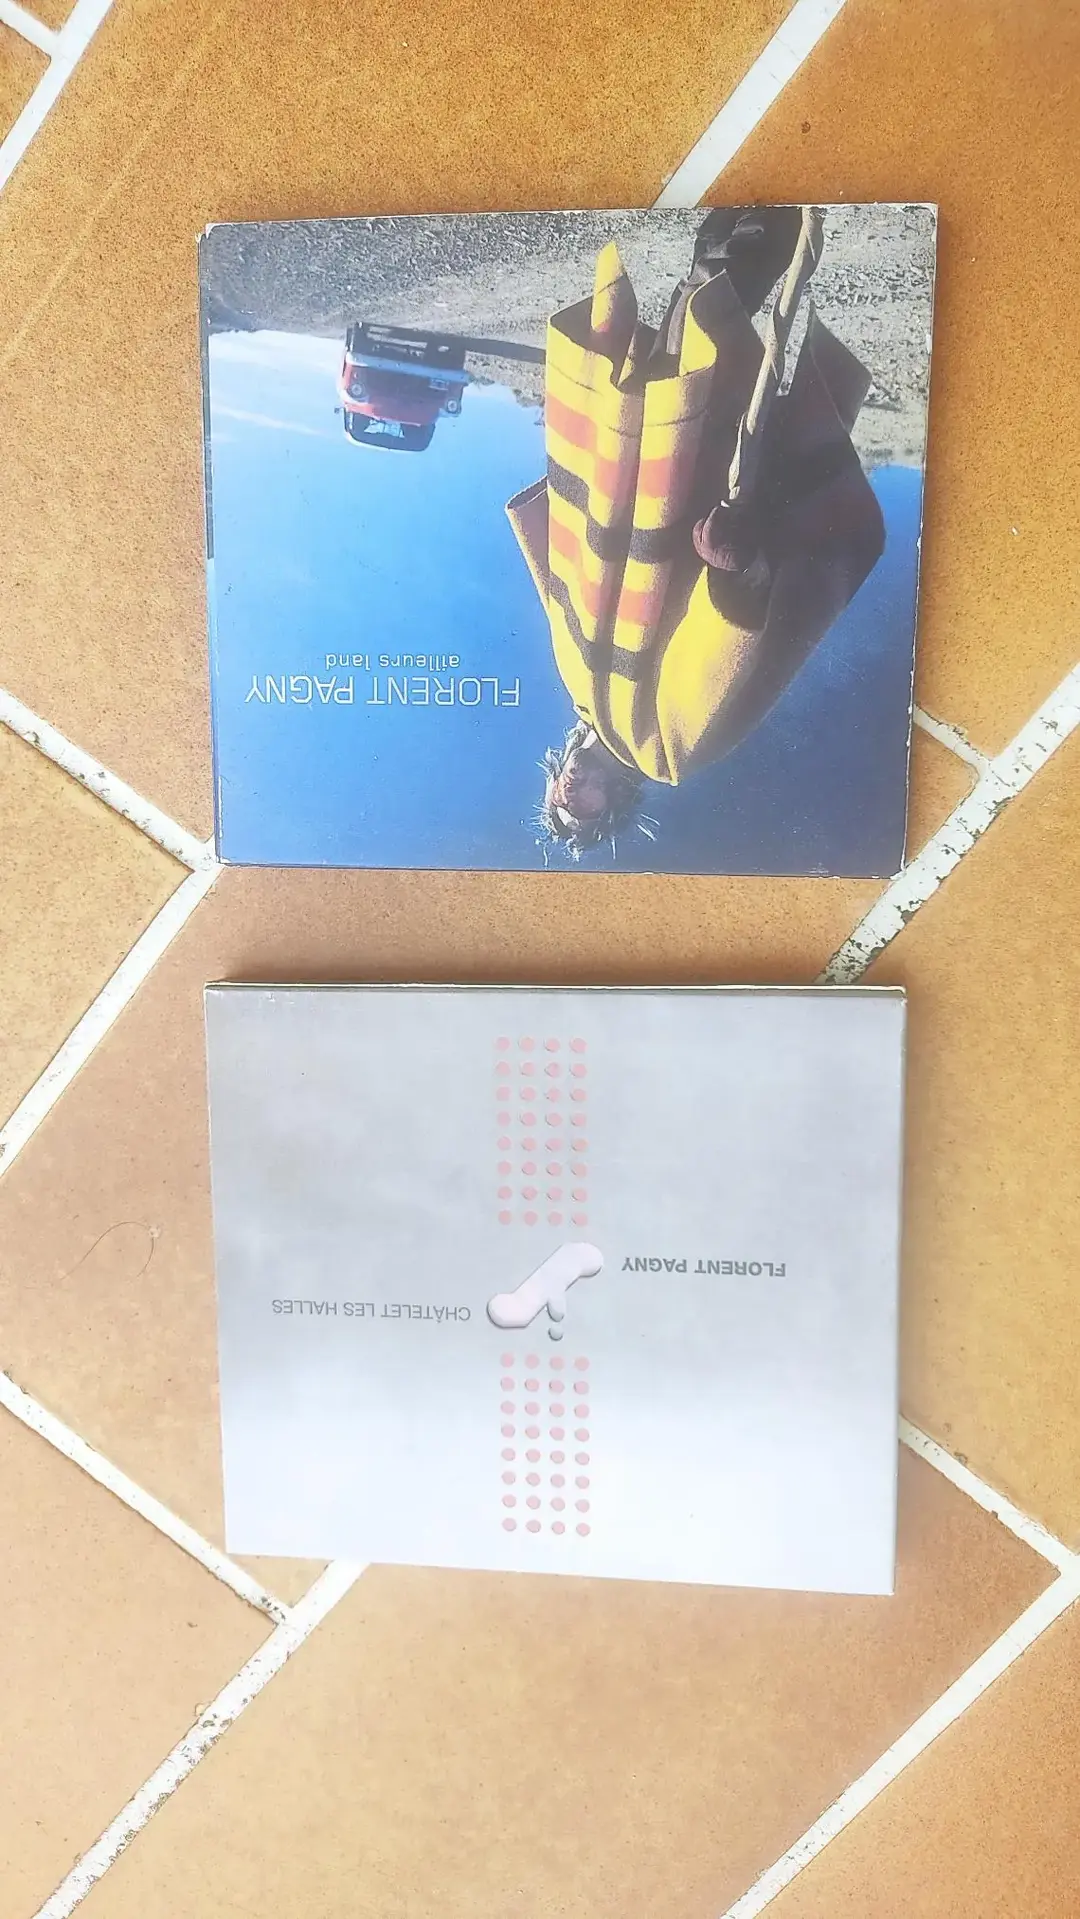 FLORENT PAGNY
ailleurs land
FLORENT PAGNY
CHÂTELET LES HALLES